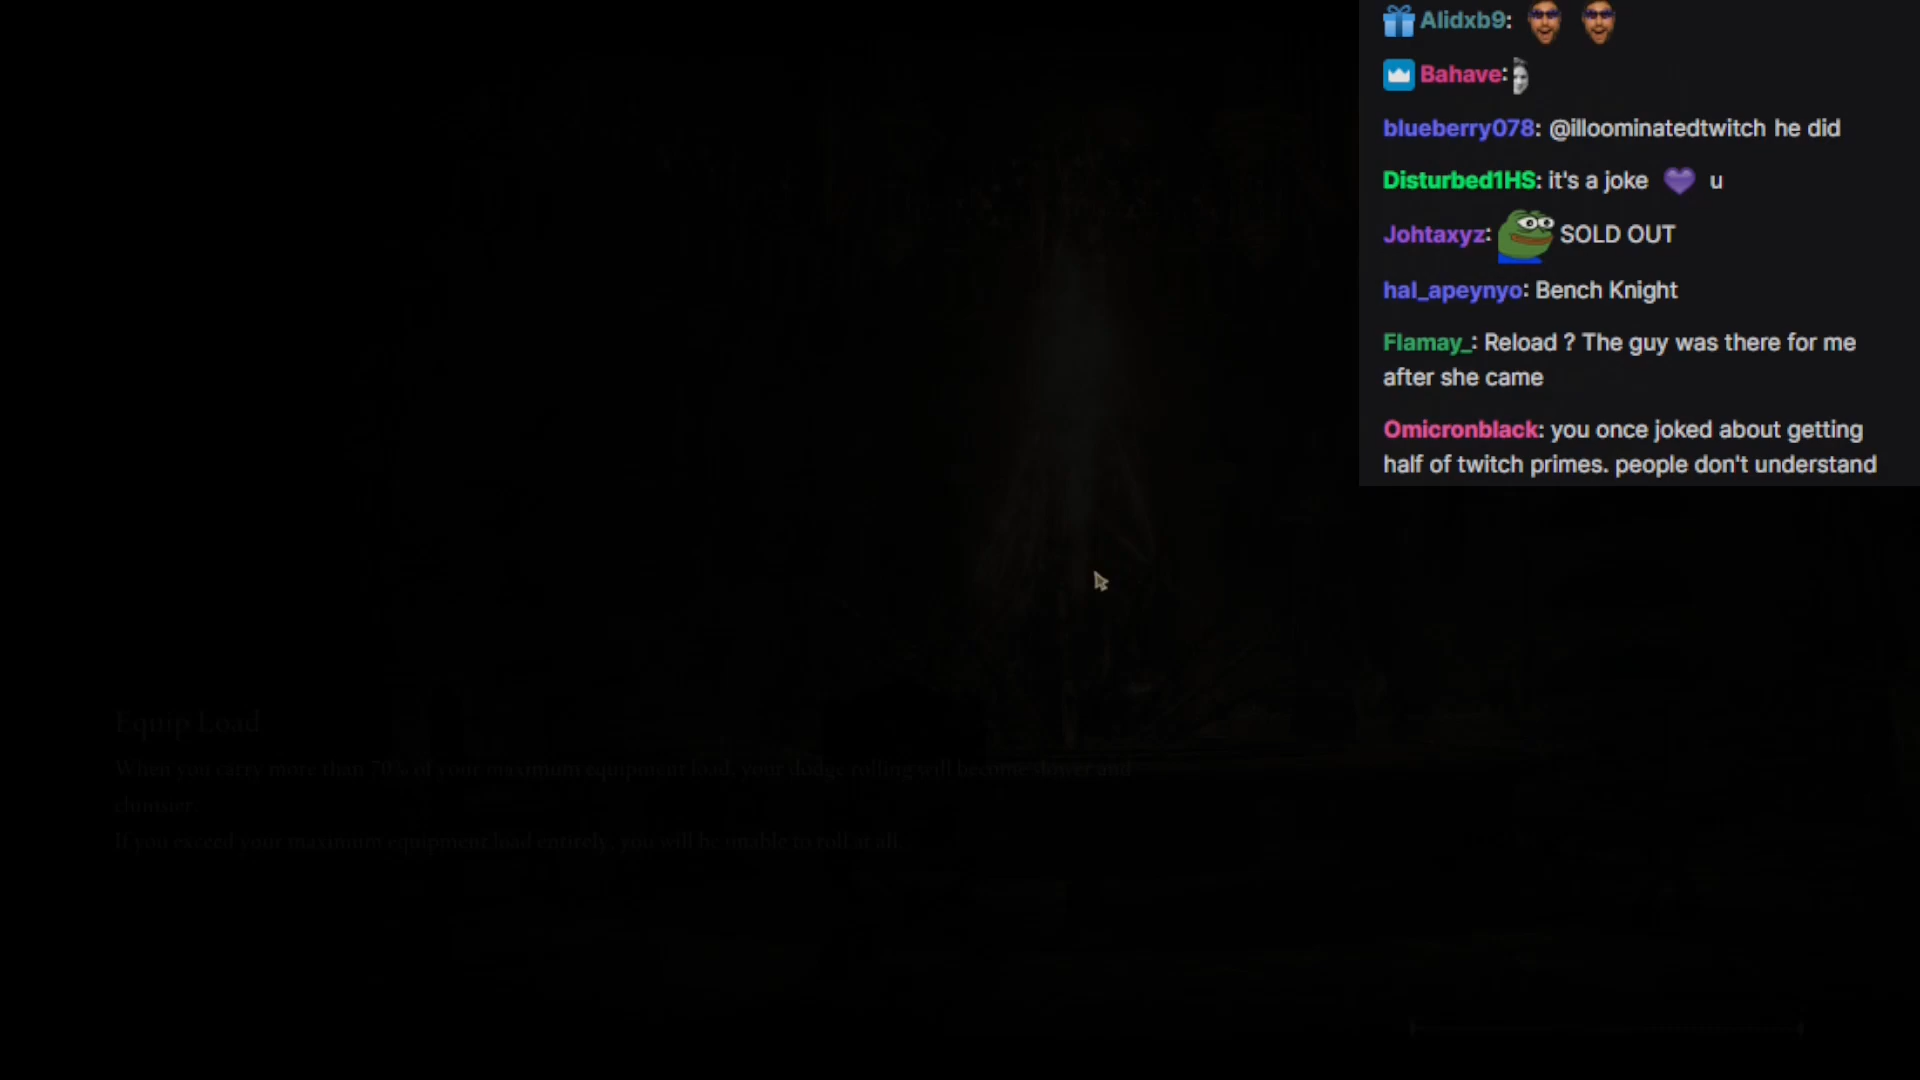 Alidxb9:
Bahave:
blueberry078: @illoominatedtwitch he did
Disturbed1HS: it's a joke u
Johtaxyz: SOLD OUT
hal_apeynyo: Bench Knight
Flamay_: Reload ? The guy was there for me
after she came
Omicronblack: you once joked about getting
half of twitch primes. people don't understand
Equip Load
When you carry more than 70% of your maximum equipment load, your dodge rolling will become slower and
clumsier.
If you exceed your maximum equipment load entirely, you will be unable to roll at all.